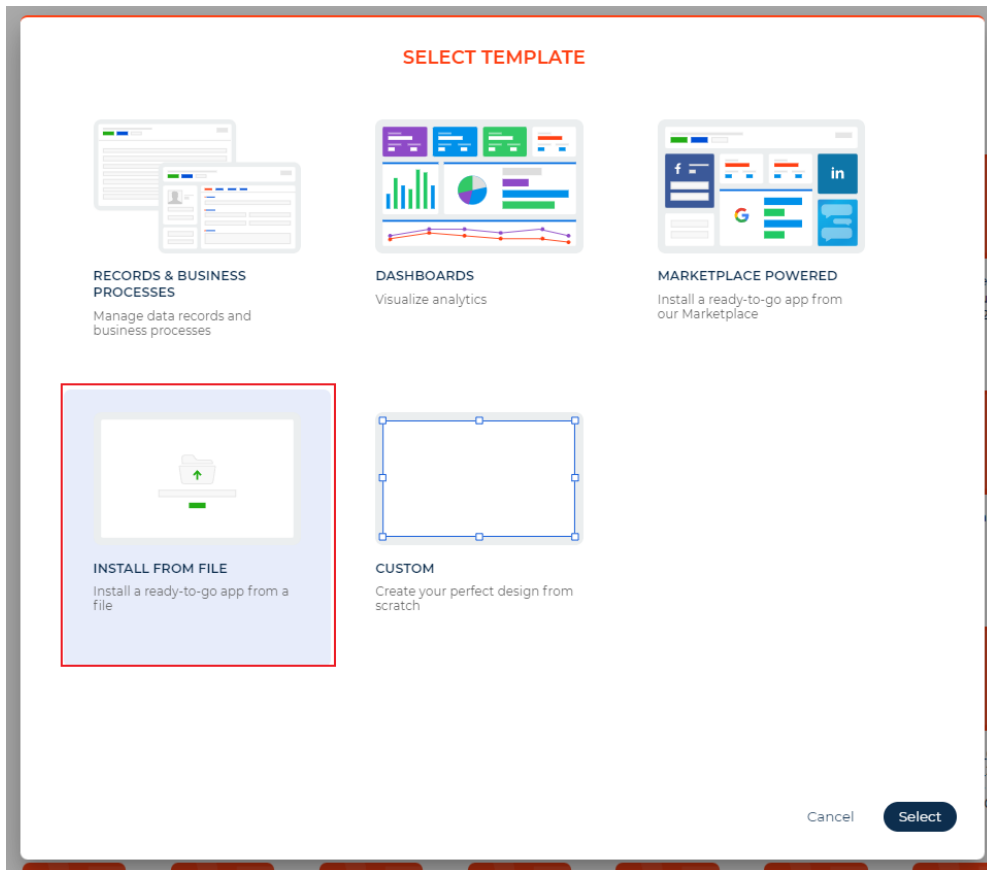 SELECT TEMPLATE
f
in
G
RECORDS & BUSINESS
PROCESSES
Manage data records and
business processes
DASHBOARDS
Visualize analytics
MARKETPLACE POWERED
Install a ready-to-go app from
our Marketplace
INSTALL FROM FILE
Install a ready-to-go app from a
file
CUSTOM
Create your perfect design from
scratch
Cancel
Select